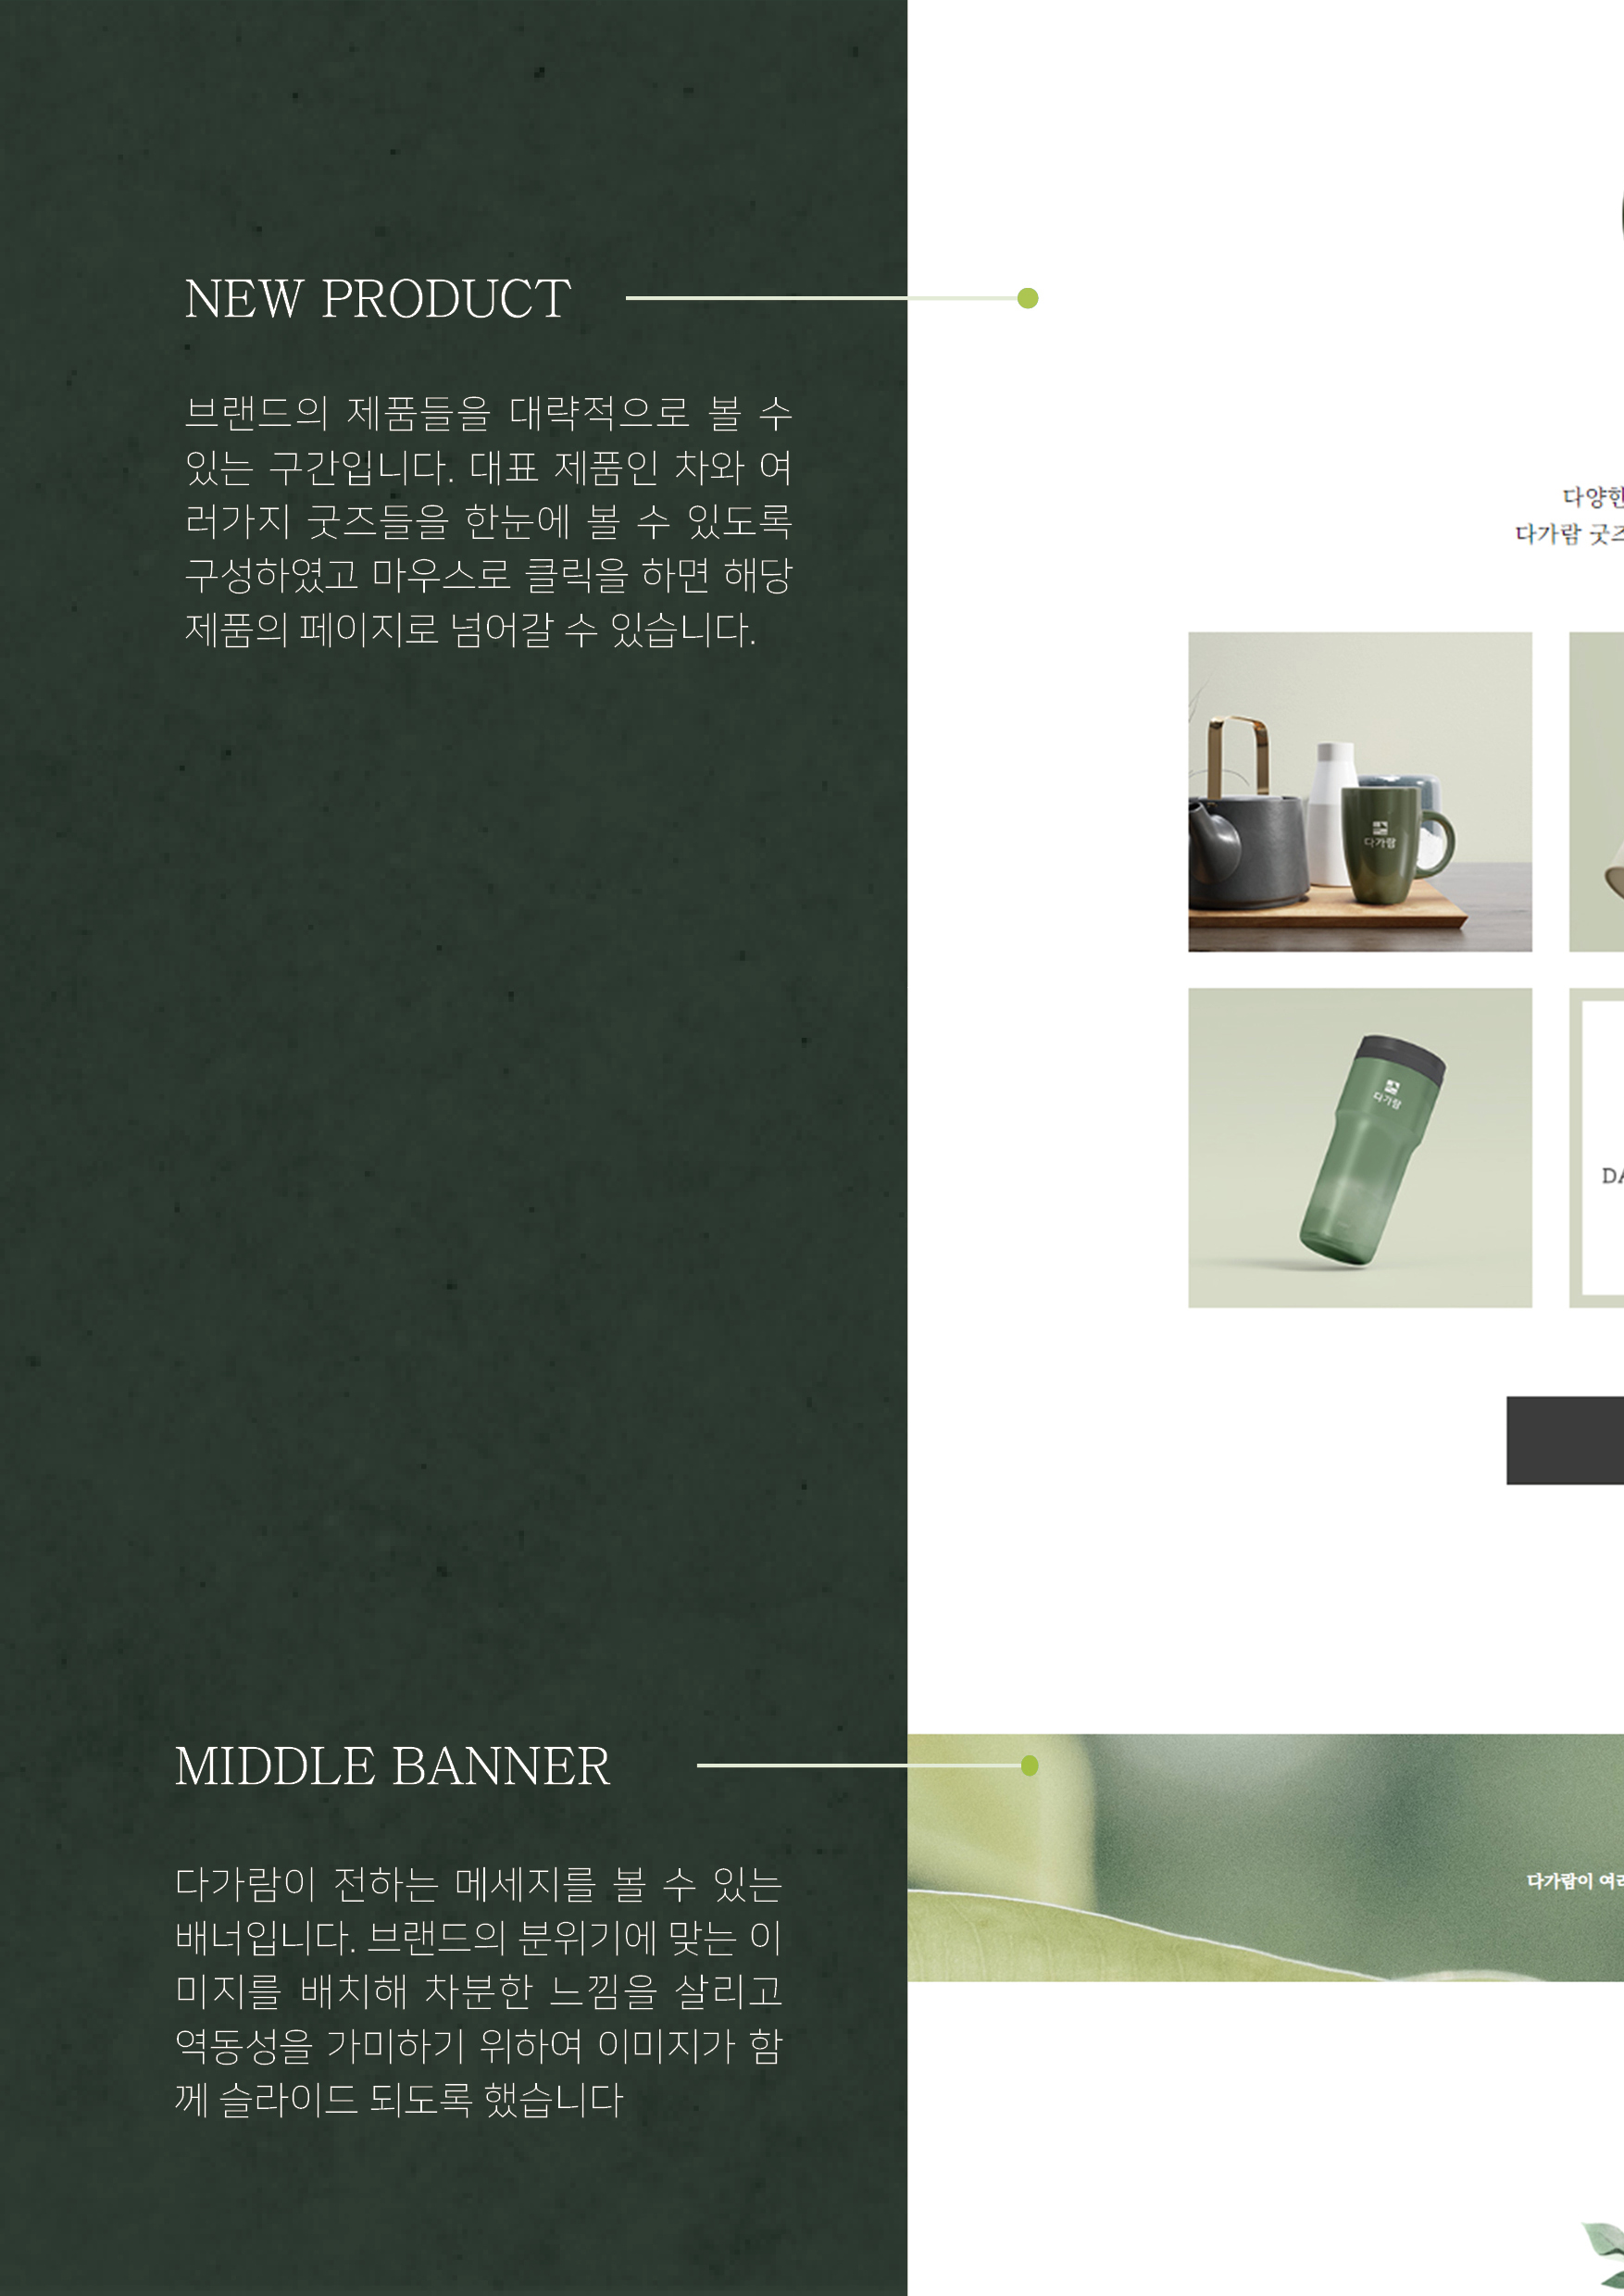 NEW PRODUCT
브랜드의 제품들을 대략적으로 볼 수
있는 구간입니다. 대표 제품인 차와 여
러가지 굿즈들을 한눈에 볼 수 있도록
구성하였고 마우스로 클릭을 하면 해당
제품의 페이지로 넘어갈 수 있습니다.
다양한
다가람 굿즈
다가람
다가람
DA
MIDDLE BANNER
다가람이 여러
다가람이 전하는 메세지를 볼 수 있는
배너입니다. 브랜드의 분위기에 맞는 이
미지를 배치해 차분한 느낌을 살리고
역동성을 가미하기 위하여 이미지가 함
께 슬라이드 되도록 했습니다